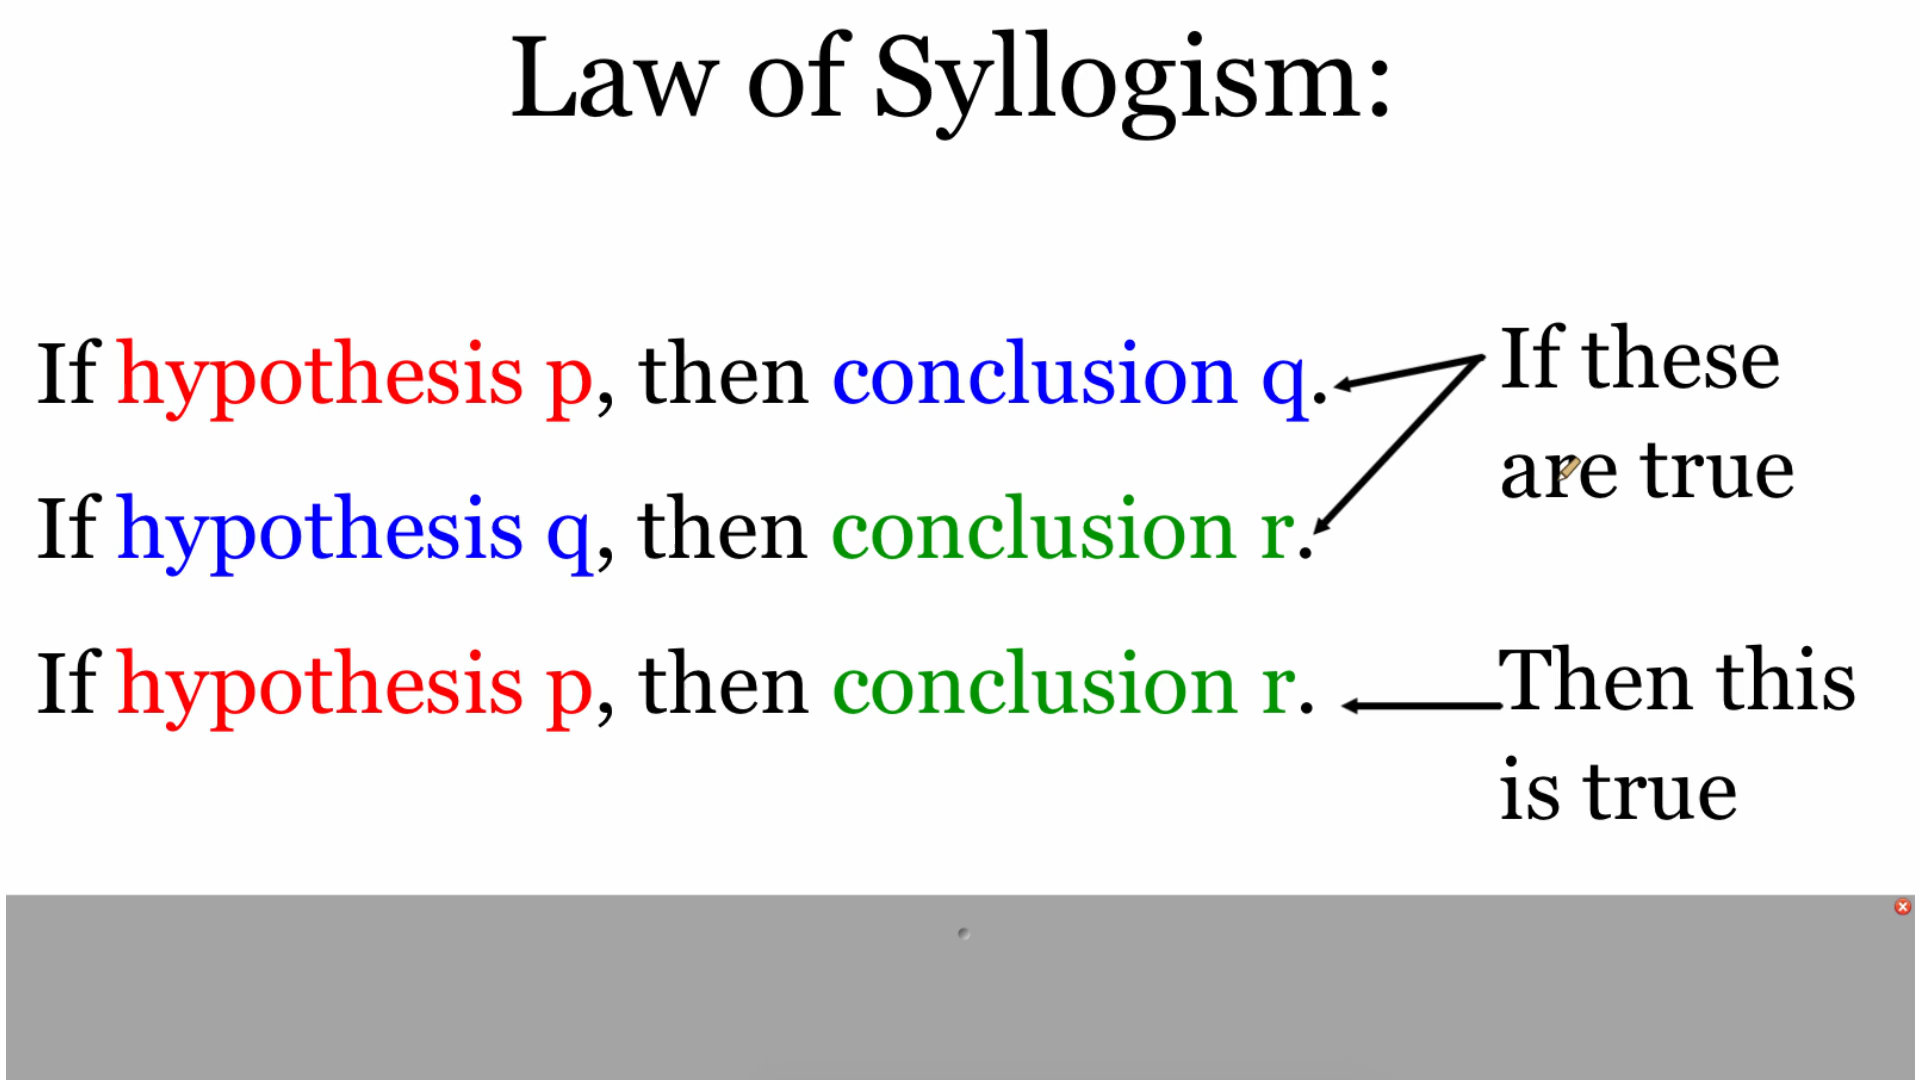 Law of Syllogism:
If hypothesis p, then conclusion q.
If these
are true
If hypothesis q, then conclusion r.
If hypothesis p, then conclusion r.
Then this
is true